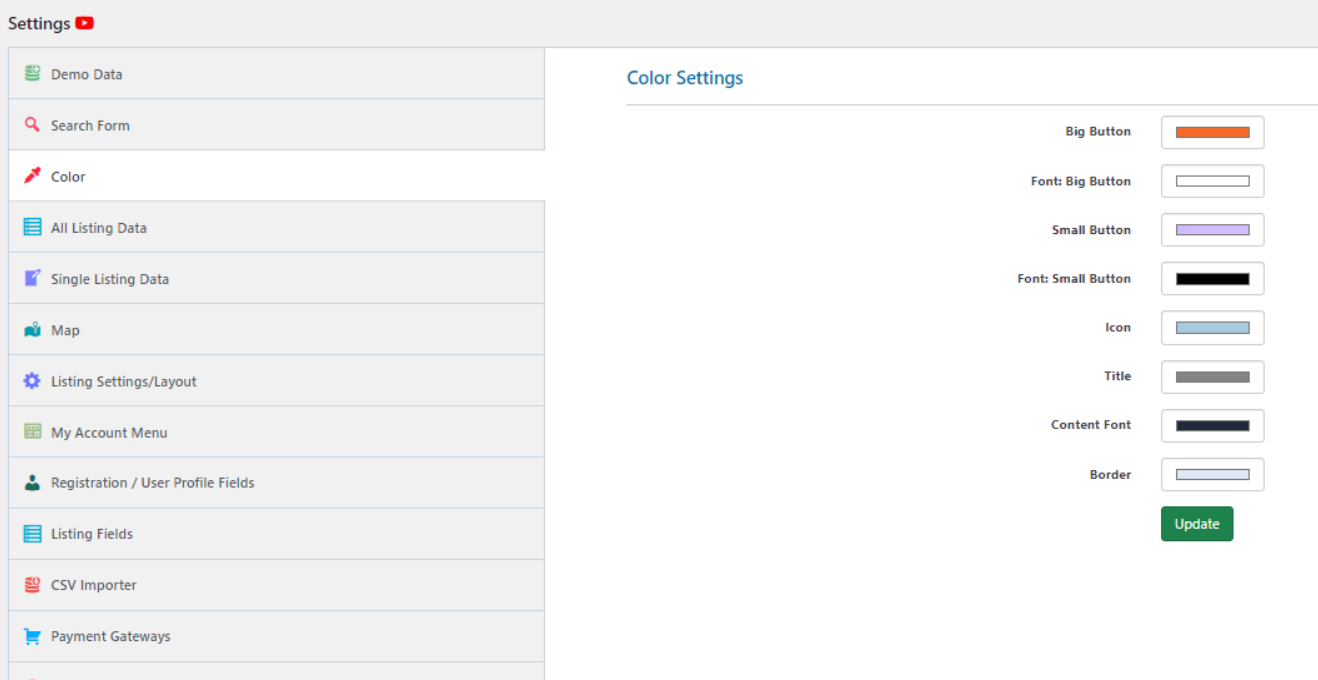 Settings
Demo Data
Search Form
Color
All Listing Data
Single Listing Data
Map
Listing Settings/Layout
My Account Menu
Registration / User Profile Fields
Listing Fields
CSV Importer
Payment Gateways
Color Settings
Big Button
Font: Big Button
Small Button
Font: Small Button
Icon
Title
Content Font
Border
Update